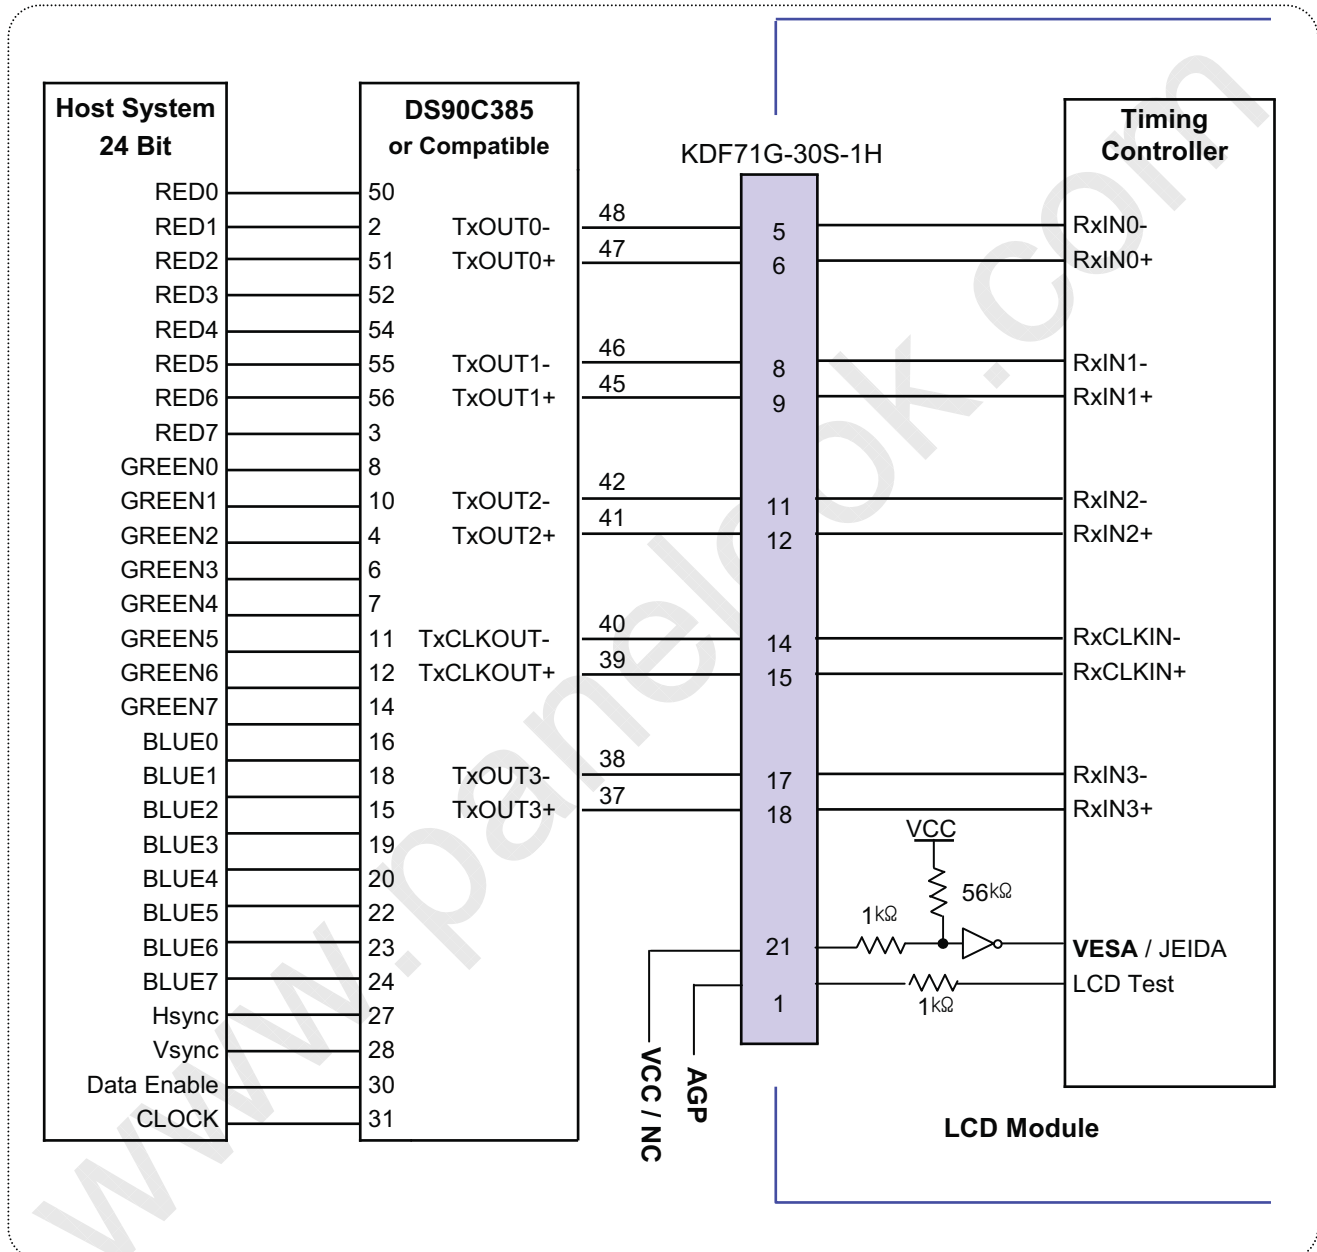 Host System
24 Bit
RED0
RED1
RED2
RED3
RED4
RED5
RED6
RED7
GREEN0
GREEN1
GREEN2
GREEN3
GREEN4
GREEN5
GREEN6
GREEN7
BLUE0
BLUE1
BLUE2
BLUE3
BLUE4
BLUE5
BLUE6
BLUE7
Hsync
Vsync
Data Enable
CLOCK
DS90C385
or Compatible
50
2
51
52
54
55
56
3
8
10
4
6
7
11
12
14
16
18
15
19
20
22
23
24
27
28
30
31
TxOUT0-
TxOUT0+
TxOUT1-
TxOUT1+
TxOUT2-
TxOUT2+
TxCLKOUT-
TxCLKOUT+
TxOUT3-
TxOUT3+
48
47
46
45
42
41
40
39
38
37
KDF71G-30S-1H
5
6
8
9
11
12
14
15
17
18
21
1
VCC / NC
AGP
VCC
56kΩ
1kΩ
1kΩ
Timing
Controller
RxIN0-
RxIN0+
RxIN1-
RxIN1+
RxIN2-
RxIN2+
RxCLKIN-
RxCLKIN+
RxIN3-
RxIN3+
VESA / JEIDA
LCD Test
LCD Module
www.panelook.com